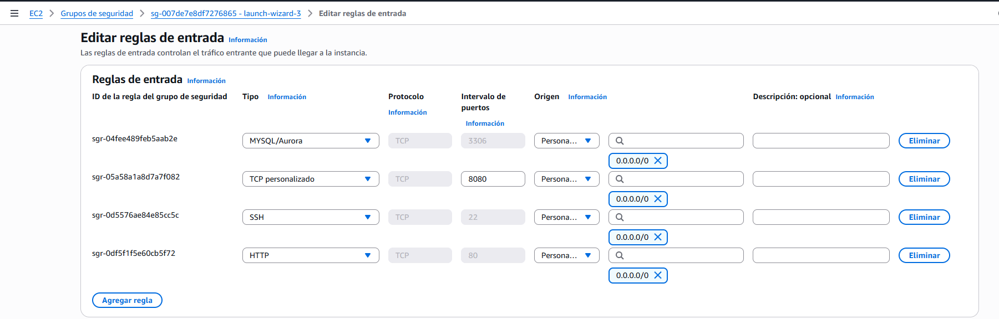 EC2 > Grupos de seguridad > sg-007de7e8df7276865 - launch-wizard-3 > Editar reglas de entrada
Editar reglas de entrada Información
Las reglas de entrada controlan el tráfico entrante que puede llegar a la instancia.
Reglas de entrada Información
ID de la regla del grupo de seguridad Tipo Información Protocolo Información Intervalo de puertos Información Origen Información Descripción: opcional Información
sgr-04fee489feb5aab2e MYSQL/Aurora TCP 3306 Persona... Eliminar
0.0.0.0/0
sgr-05a58a1a8d7a7f082 TCP personalizado TCP 8080 Persona... Eliminar
0.0.0.0/0
sgr-0d5576ae84e85cc5c SSH TCP 22 Persona... Eliminar
0.0.0.0/0
sgr-0df5f1f5e60cb5f72 HTTP TCP 80 Persona... Eliminar
0.0.0.0/0
Agregar regla